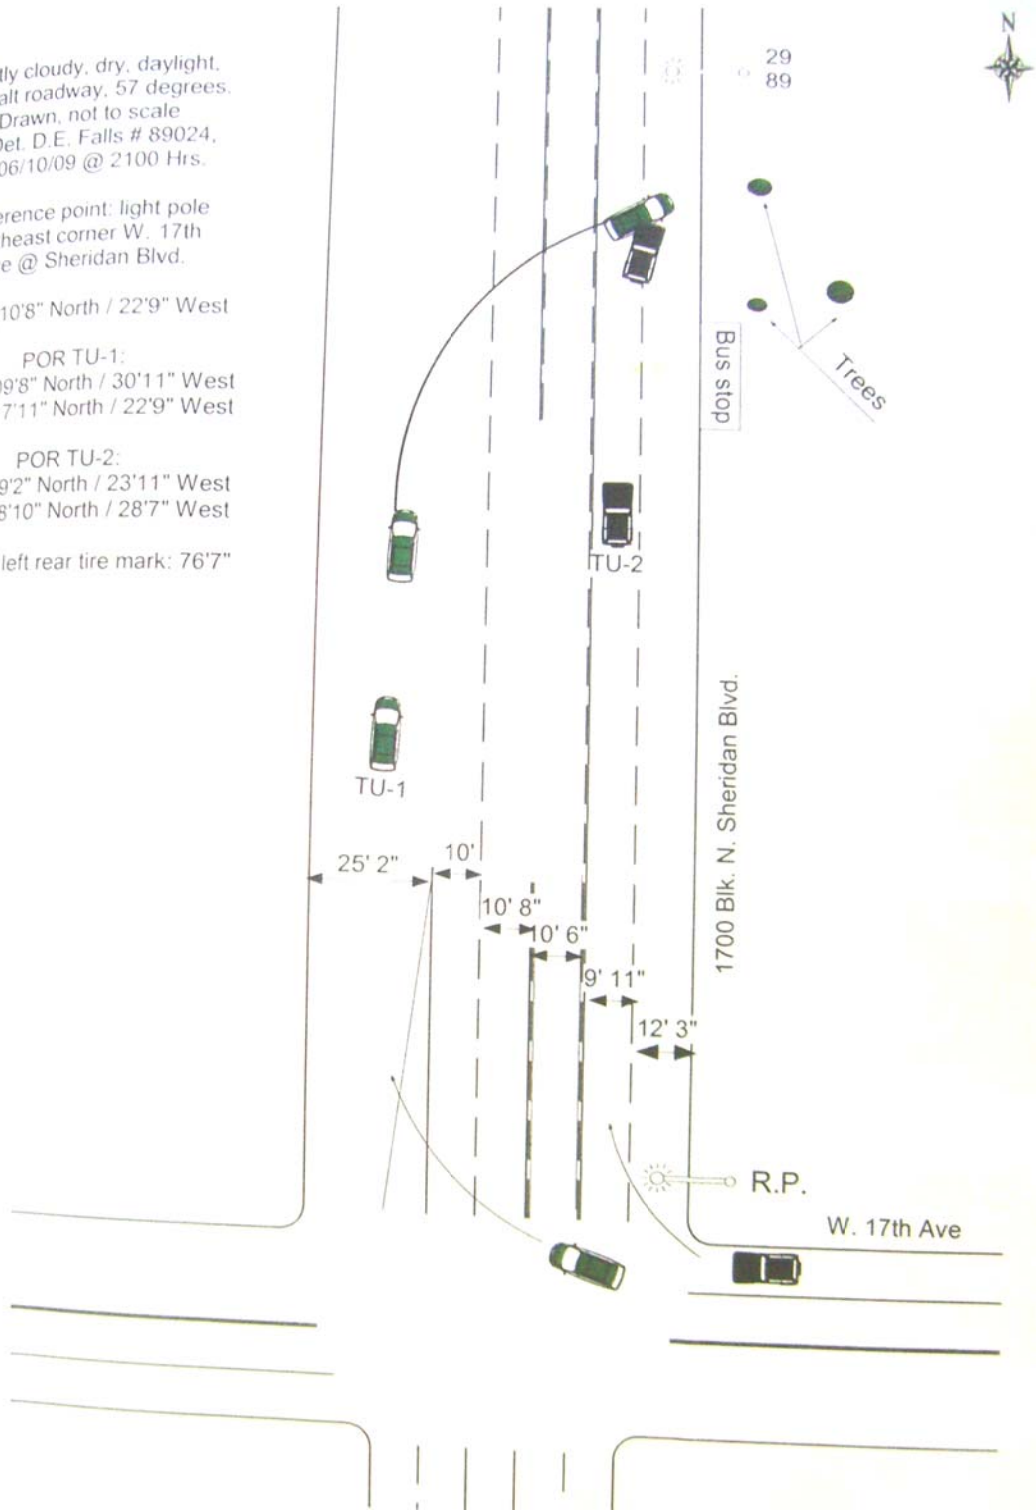 N
29
89
tly cloudy, dry, daylight,
alt roadway, 57 degrees.
Drawn, not to scale
Det. D.E. Falls # 89024,
06/10/09 @ 2100 Hrs.
erence point: light pole
heast corner W. 17th
e @ Sheridan Blvd.
10'8" North / 22'9" West
POR TU-1:
99'8" North / 30'11" West
7'11" North / 22'9" West
POR TU-2:
9'2" North / 23'11" West
8'10" North / 28'7" West
left rear tire mark: 76'7"
Bus stop
Trees
TU-2
TU-1
1700 Blk. N. Sheridan Blvd.
25' 2"
10'
10' 8"
10' 6"
9' 11"
12' 3"
R.P.
W. 17th Ave